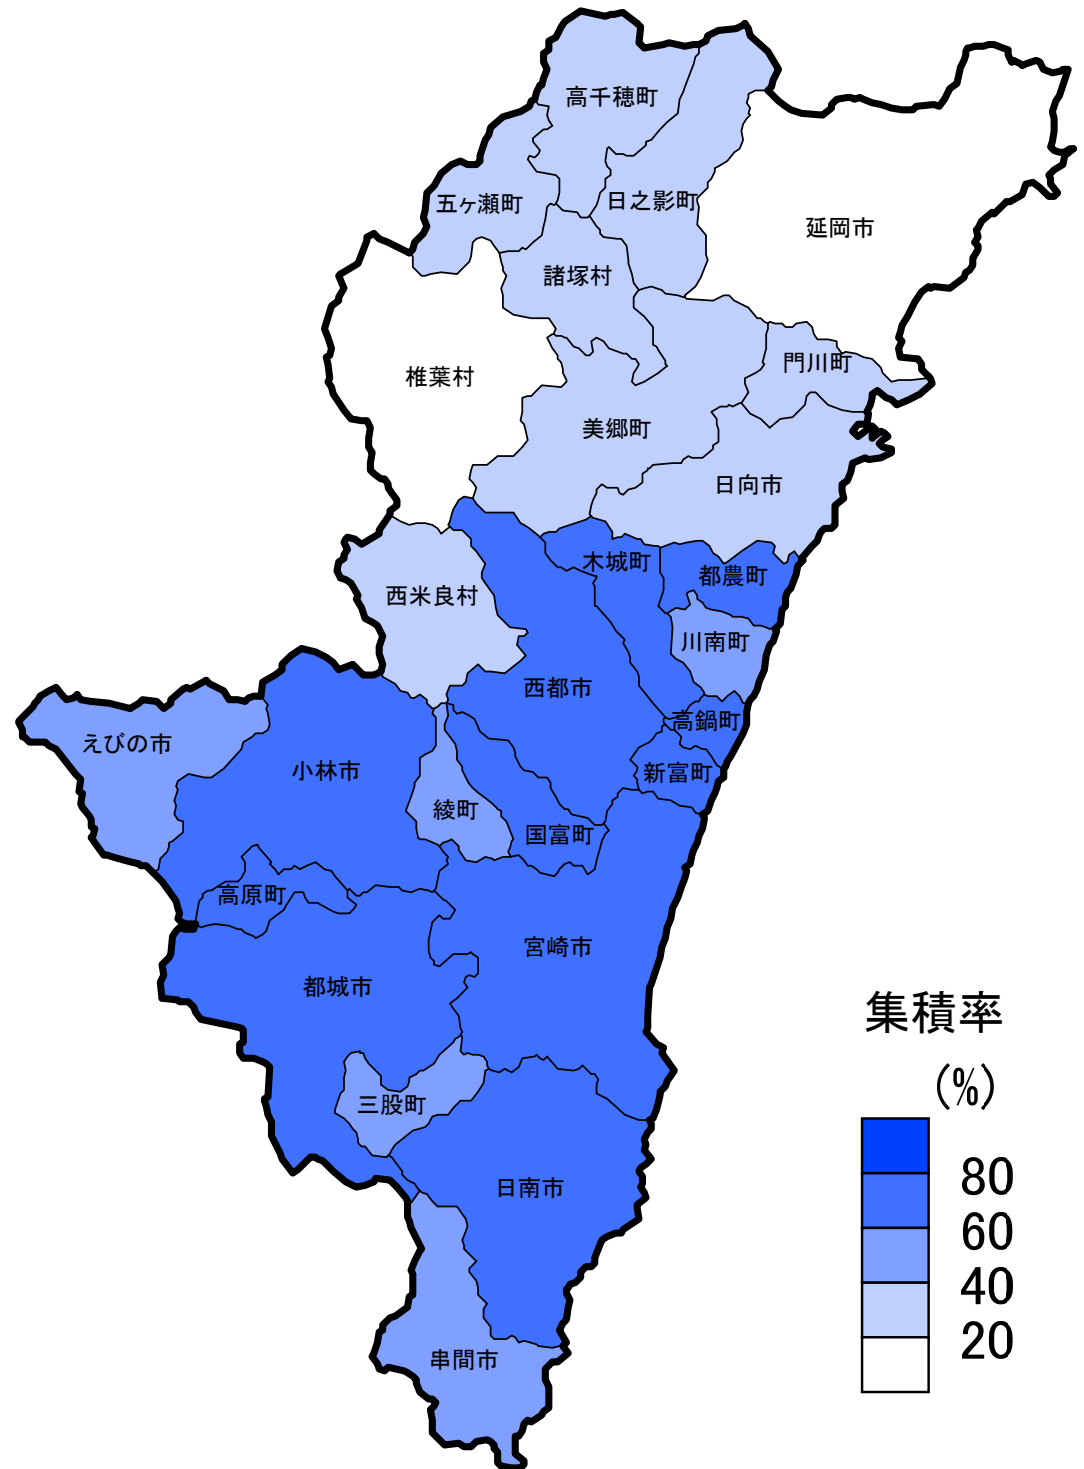 高千穂町
五ヶ瀬町
日之影町
延岡市
諸塚村
門川町
椎葉村
美郷町
日向市
木城町
都農町
西米良村
川南町
西都市
高鍋町
えびの市
小林市
新富町
綾町
国富町
高原町
宮崎市
都城市
三股町
日南市
串間市
集積率
(%)
80
60
40
20